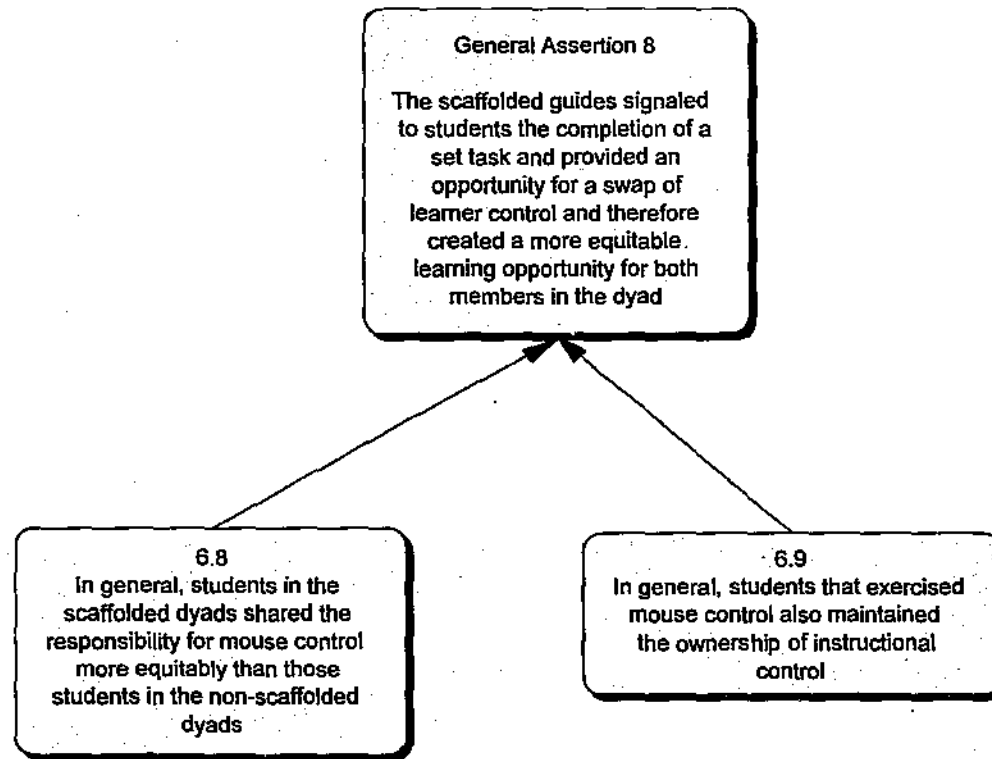 General Assertion 8
The scaffolded guides signaled
to students the completion of a
set task and provided an
opportunity for a swap of
learner control and therefore
created a more equitable.
learning opportunity for both
members in the dyad
6.8
In general, students in the
scaffolded dyads shared the
responsibility for mouse control
more equitably than those
students in the non-scaffolded
dyads
6.9
In general, students that exercised
mouse control also maintained
the ownership of instructional
control